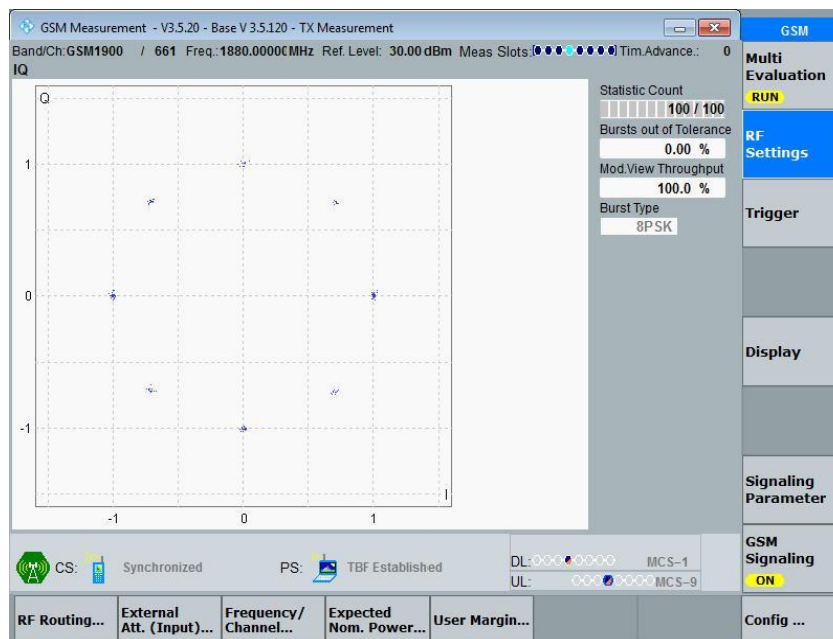 GSM Measurement - V3.5.20 - Base V 3.5.120 - TX Measurement
Band/Ch:GSM1900 / 661 Freq.:1880.0000(MHz Ref. Level: 30.00 dBm Meas Slots: Tim.Advance.: 0
IQ
Q
1
0
-1
-1 0 1
I
Statistic Count
100 / 100
Bursts out of Tolerance
0.00 %
Mod.View Throughput
100.0 %
Burst Type
8PSK
CS: Synchronized
PS: TBF Established
DL: MCS-1
UL: MCS-9
RF Routing...
External Att. (Input)...
Frequency/ Channel...
Expected Nom. Power...
User Margin...
GSM
Multi
Evaluation
RUN
RF
Settings
Trigger
Display
Signaling
Parameter
GSM
Signaling
ON
Config ...